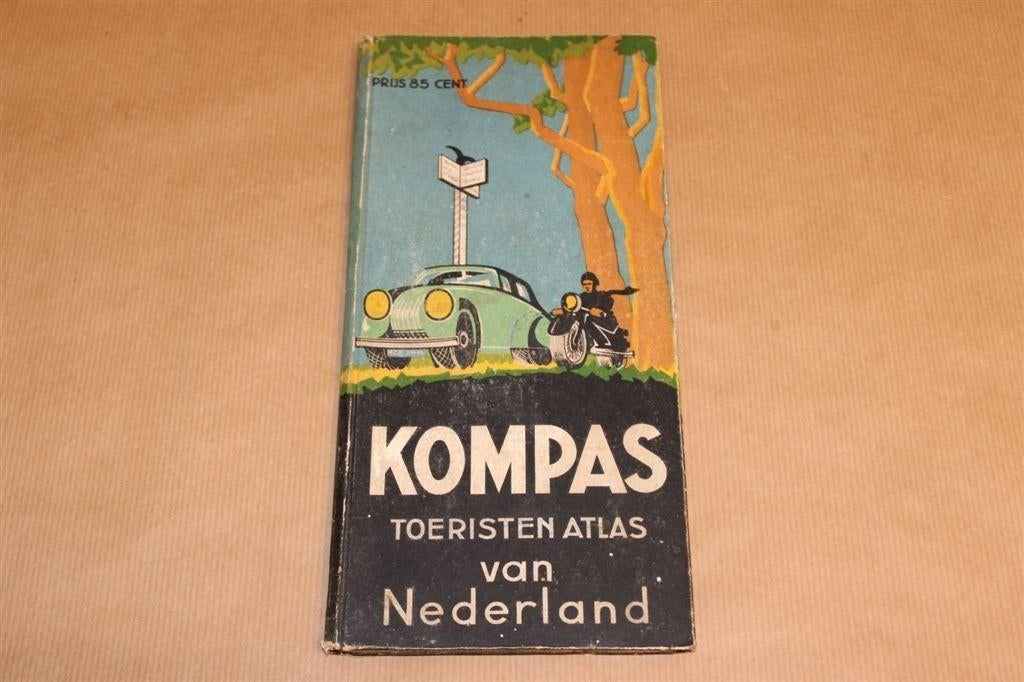 PRIJS 85 CENT
KOMPAS
TOERISTEN ATLAS
van
Nederland